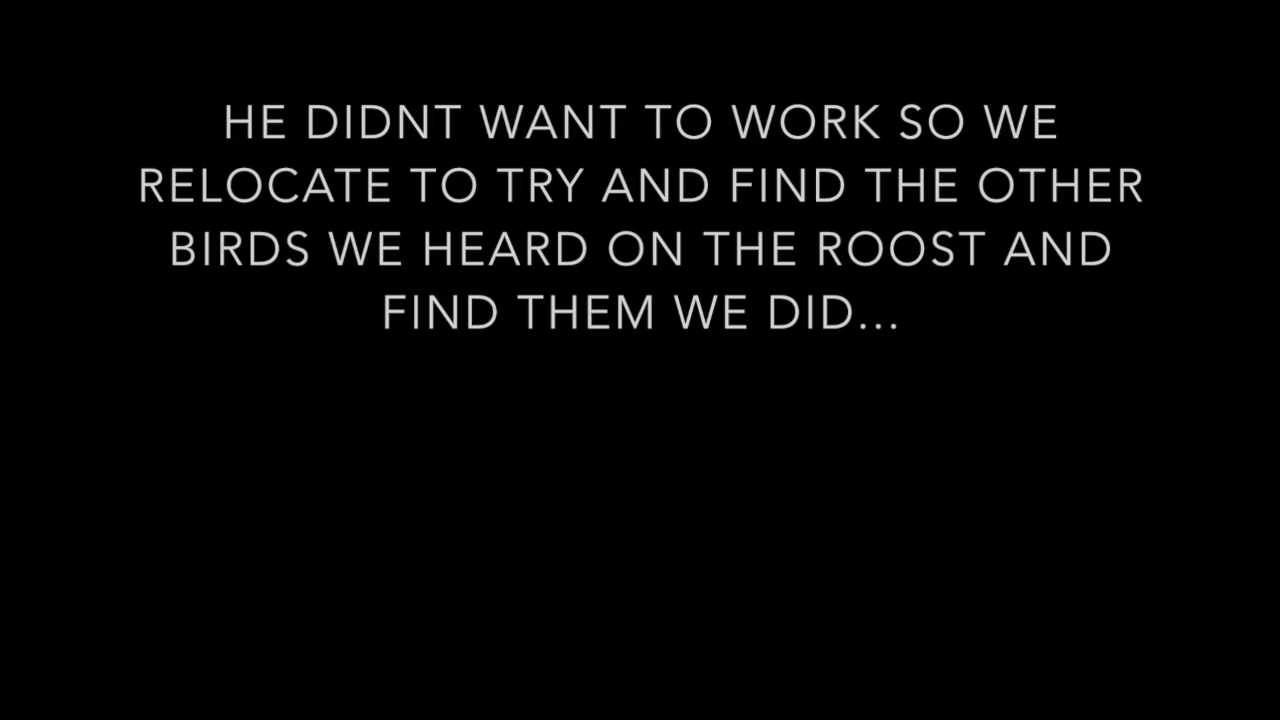 HE DIDNT WANT TO WORK SO WE
RELOCATE TO TRY AND FIND THE OTHER
BIRDS WE HEARD ON THE ROOST AND
FIND THEM WE DID...